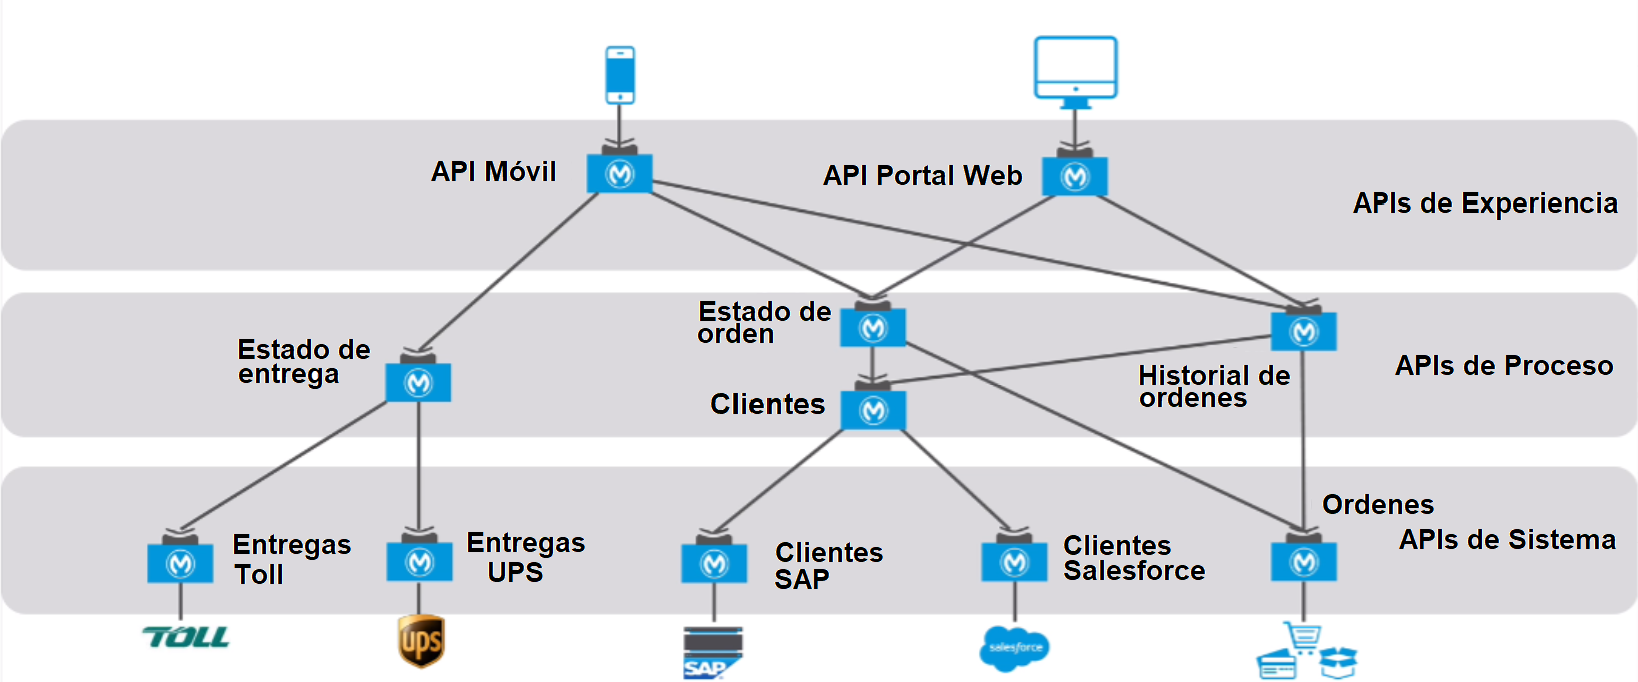 API Móvil
API Portal Web
APIs de Experiencia
Estado de
entrega
Estado de
orden
Clientes
Historial de
ordenes
APIs de Proceso
Entregas
Toll
Entregas
UPS
Clientes
SAP
Clientes
Salesforce
Ordenes
APIs de Sistema
TOLL
ups
SAP
salesforce